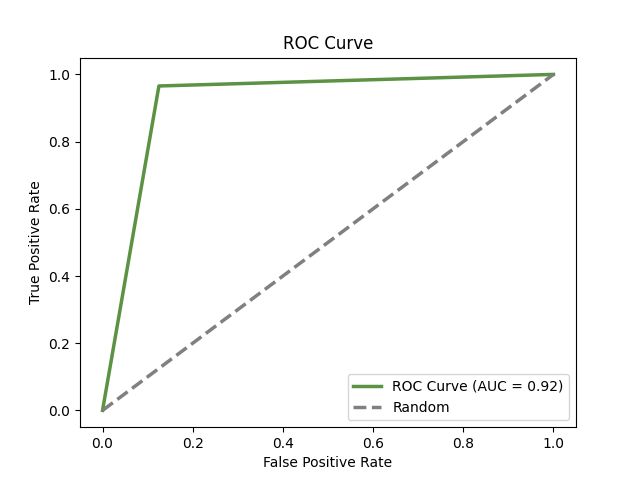 ROC Curve
True Positive Rate
1.0
0.8
0.6
0.4
0.2
0.0
0.0 0.2 0.4 0.6 0.8 1.0
False Positive Rate
ROC Curve (AUC = 0.92)
Random